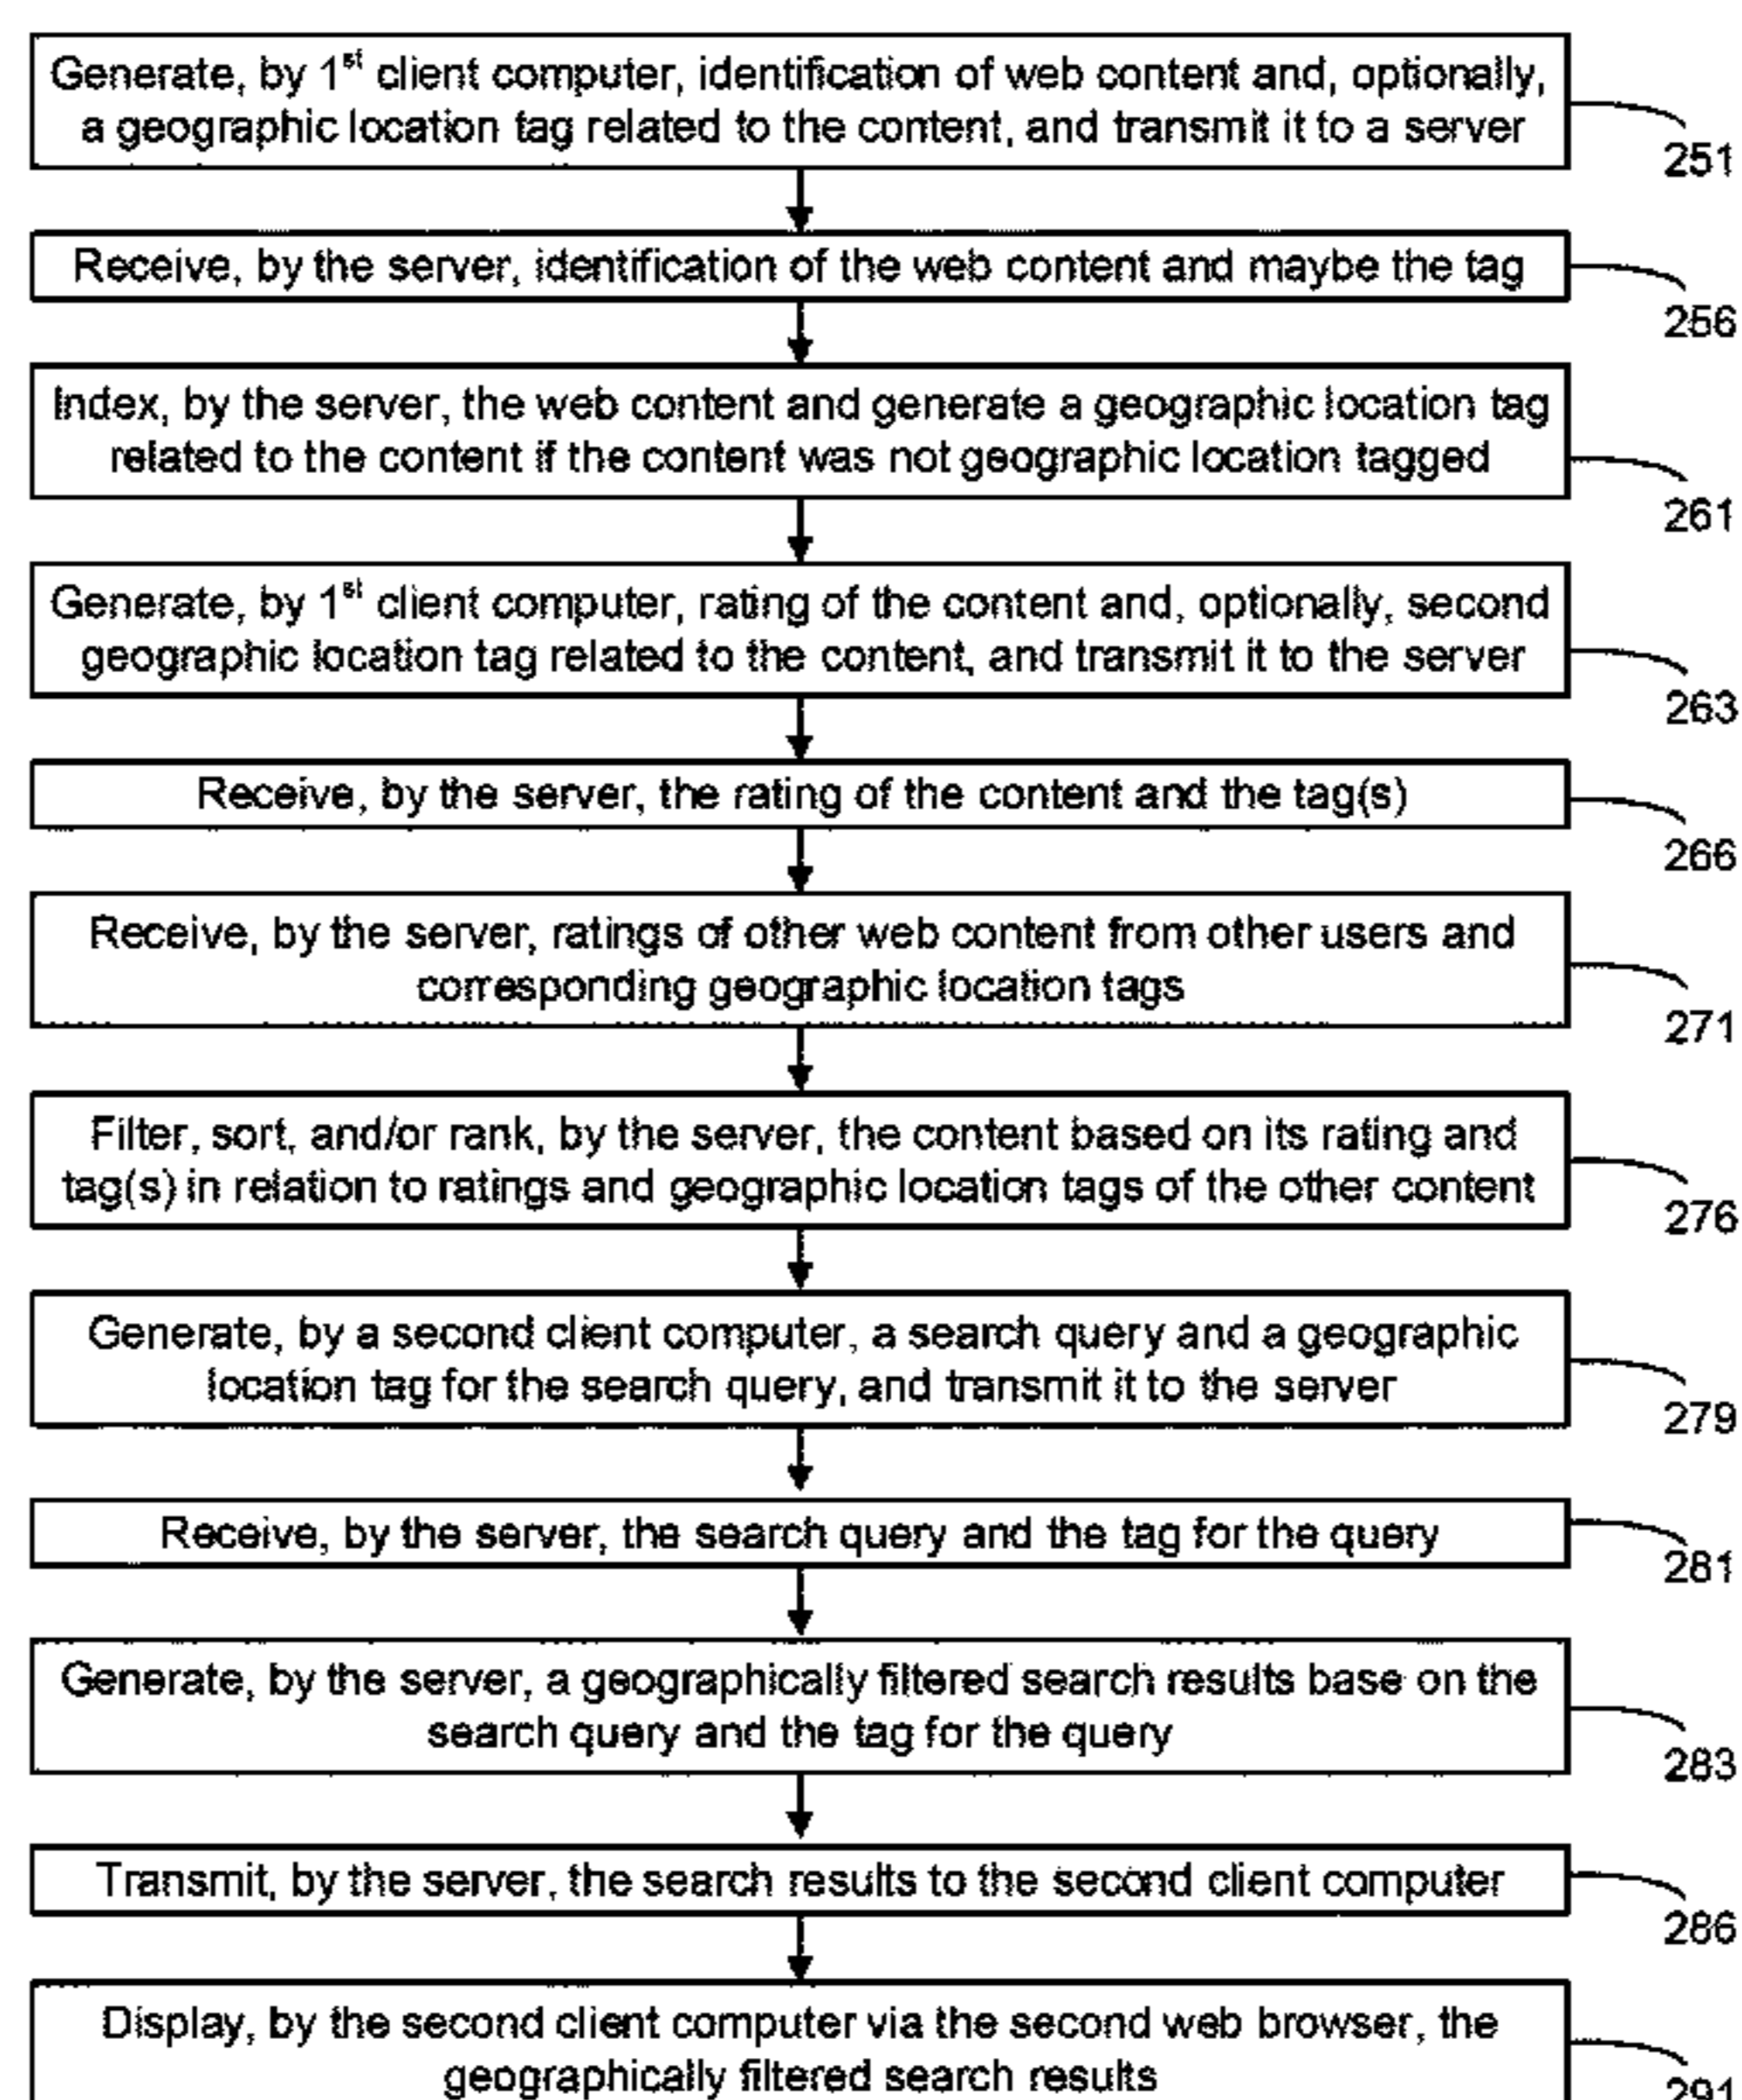 Generate, by 1st client computer, identification of web content and, optionally,
a geographic location tag related to the content, and transmit it to a server
251
Receive, by the server, identification of the web content and maybe the tag
256
Index, by the server, the web content and generate a geographic location tag
related to the content if the content was not geographic location tagged
261
Generate, by 1st client computer, rating of the content and, optionally, second
geographic location tag related to the content, and transmit it to the server
263
Receive, by the server, the rating of the content and the tag(s)
266
Receive, by the server, ratings of other web content from other users and
corresponding geographic location tags
271
Filter, sort, and/or rank, by the server, the content based on its rating and
tag(s) in relation to ratings and geographic location tags of the other content
276
Generate, by a second client computer, a search query and a geographic
location tag for the search query, and transmit it to the server
279
Receive, by the server, the search query and the tag for the query
281
Generate, by the server, a geographically filtered search results base on the
search query and the tag for the query
283
Transmit, by the server, the search results to the second client computer
286
Display, by the second client computer via the second web browser, the
geographically filtered search results
291